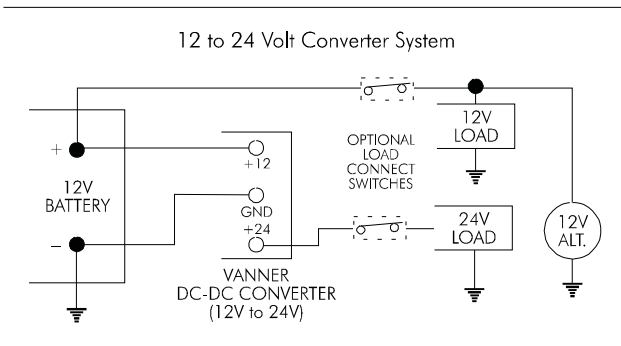 12 to 24 Volt Converter System
12V
LOAD
OPTIONAL
LOAD
CONNECT
SWITCHES
+
+12
12V
BATTERY
GND
+24
–
24V
LOAD
12V
ALT.
VANNER
DC-DC CONVERTER
(12V to 24V)